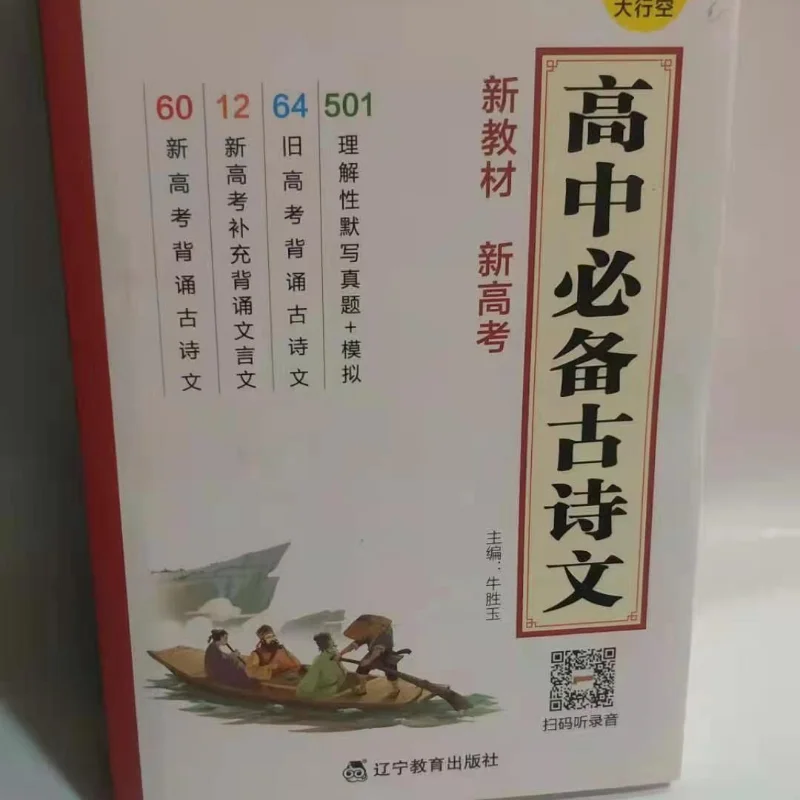 大行空
高中必备古诗文
新教材 新高考
501
理解性默写真题+模拟
64
旧高考背诵古诗文
12
新高考补充背诵文言文
60
新高考背诵古诗文
主编：牛胜玉
扫码听录音
辽宁教育出版社